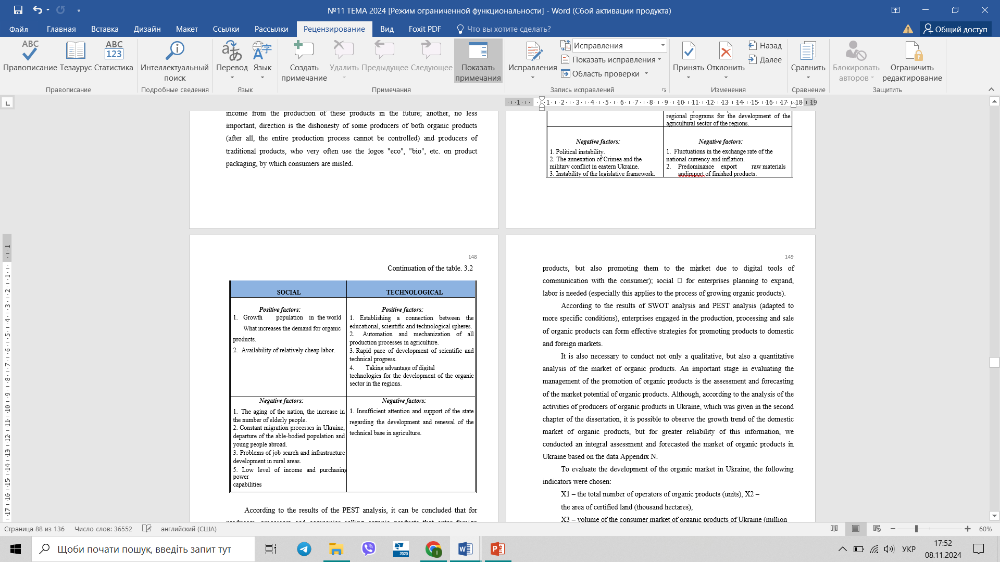 №11 ТЕМА 2024 [Режим ограниченной функциональности] - Word (Сбой активации продукта)
Файл Главная Вставка Дизайн Макет Ссылки Рассылки Рецензирование Вид Foxit PDF Что вы хотите сделать? Общий доступ
Правописание Тезаурус Статистика
Интеллектуальный поиск
Перевод Язык
Создать примечание Удалить Предыдущее Следующее Показать примечания
Исправления
Исправления
Показать исправления
Область проверки
Принять Отклонить
Назад
Далее
Сравнить
Блокировать авторов Ограничить редактирование
Правописание Подробные сведения Язык Примечания Запись исправлений Изменения Сравнение Защитить
income from the production of these products in the future; another, no less
important, direction is the dishonesty of some producers of both organic products
(after all, the entire production process cannot be controlled) and producers of
traditional products, who very often use the logos "eco", "bio", etc. on product
packaging, by which consumers are misled.
regional programs for the development of the
agricultural sector of the regions.
Negative factors:
1. Political instability.
2. The annexation of Crimea and the
military conflict in eastern Ukraine.
3. Instability of the legislative framework.
Negative factors:
1. Fluctuations in the exchange rate of the
national currency and inflation.
2. Predominance export raw materials
andimport of finished products.
148
Continuation of the table. 3.2
SOCIAL
TECHNOLOGICAL
Positive factors:
1. Growth population in the world
What increases the demand for organic
products.
2. Availability of relatively cheap labor.
Positive factors:
1. Establishing a connection between the
educational, scientific and technological spheres.
2. Automation and mechanization of all
production processes in agriculture.
3. Rapid pace of development of scientific and
technical progress.
4. Taking advantage of digital
technologies for the development of the organic
sector in the regions.
Negative factors:
1. The aging of the nation, the increase in
the number of elderly people.
2. Constant migration processes in Ukraine,
departure of the able-bodied population and
young people abroad.
3. Problems of job search and infrastructure
development in rural areas.
5. Low level of income and purchasing
power
capabilities
Negative factors:
1. Insufficient attention and support of the state
regarding the development and renewal of the
technical base in agriculture.
According to the results of the PEST analysis, it can be concluded that for
149
products, but also promoting them to the market due to digital tools of
communication with the consumer); social for enterprises planning to expand,
labor is needed (especially this applies to the process of growing organic products).
According to the results of SWOT analysis and PEST analysis (adapted to
more specific conditions), enterprises engaged in the production, processing and sale
of organic products can form effective strategies for promoting products to domestic
and foreign markets.
It is also necessary to conduct not only a qualitative, but also a quantitative
analysis of the market of organic products. An important stage in evaluating the
management of the promotion of organic products is the assessment and forecasting
of the market potential of organic products. Although, according to the analysis of the
activities of producers of organic products in Ukraine, which was given in the second
chapter of the dissertation, it is possible to observe the growth trend of the domestic
market of organic products, but for greater reliability of this information, we
conducted an integral assessment and forecasted the market of organic products in
Ukraine based on the data Appendix N.
To evaluate the development of the organic market in Ukraine, the following
indicators were chosen:
X1 – the total number of operators of organic products (units), X2 –
the area of certified land (thousand hectares),
X3 – volume of the consumer market of organic products of Ukraine (million
Страница 88 из 136 Число слов: 36552 английский (США) 60%
Щоби почати пошук, введіть запит тут
2020
УКР
17:52
08.11.2024